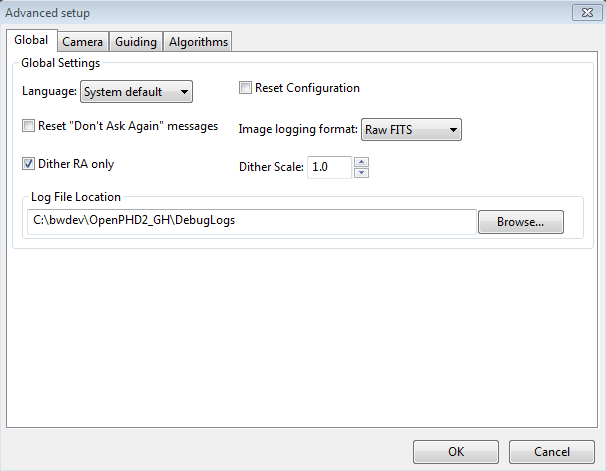 Advanced setup
Global Camera Guiding Algorithms
Global Settings
Language: System default Reset Configuration
Reset "Don't Ask Again" messages Image logging format: Raw FITS
Dither RA only Dither Scale: 1.0
Log File Location
C:\bwdev\OpenPHD2_GH\DebugLogs Browse...
OK Cancel